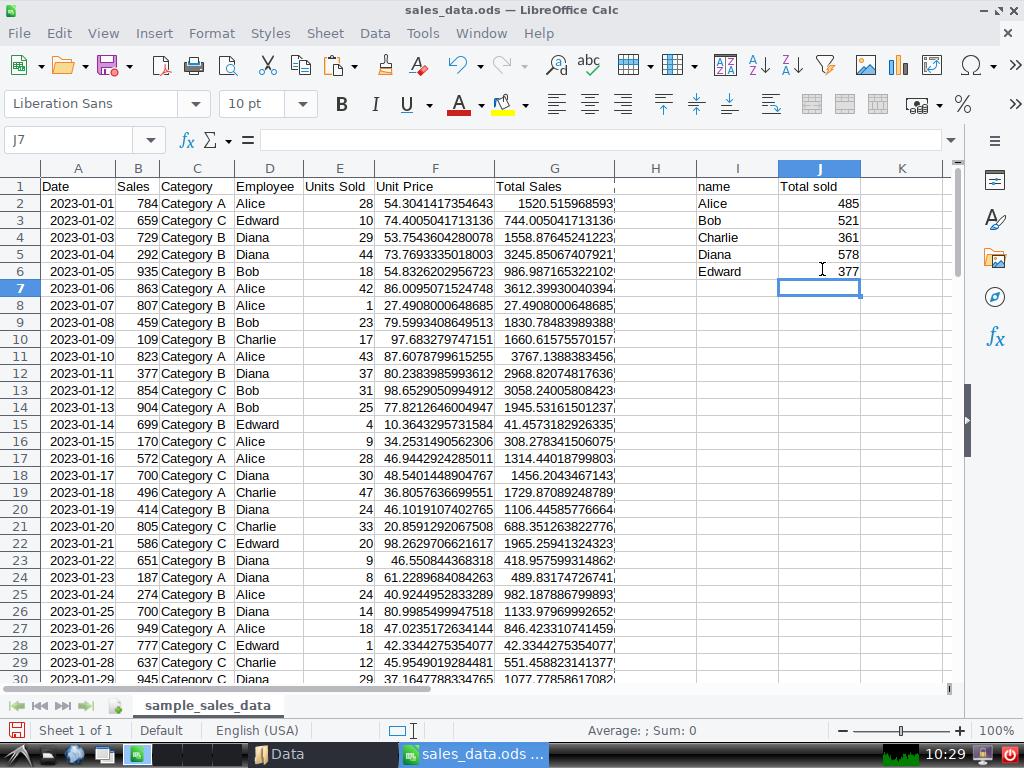 sales_data.ods — LibreOffice Calc
File Edit View Insert Format Styles Sheet Data Tools Window Help
Liberation Sans 10 pt
J7
A B C D E F G H I J K
1 Date Sales Category Employee Units Sold Unit Price Total Sales name Total sold
2 2023-01-01 784 Category A Alice 28 54.3041417354643 1520.515968593 Alice 485
3 2023-01-02 659 Category C Edward 10 74.4005041713136 744.0050417131360 Bob 521
4 2023-01-03 729 Category B Diana 29 53.7543604280078 1558.87645241223 Charlie 361
5 2023-01-04 292 Category B Diana 44 73.7693335018003 3245.85067407921 Diana 578
6 2023-01-05 935 Category B Bob 18 54.8326202956723 986.987165322102 Edward 377
7 2023-01-06 863 Category A Alice 42 86.0095071524748 3612.39930040394
8 2023-01-07 807 Category B Alice 1 27.4908000648685 27.4908000648685
9 2023-01-08 459 Category B Bob 23 79.5993408649513 1830.78483989388
10 2023-01-09 109 Category B Charlie 17 97.683279747151 1660.61575570157
11 2023-01-10 823 Category A Alice 43 87.6078799615255 3767.1388383456
12 2023-01-11 377 Category B Diana 37 80.2383985993612 2968.82074817636
13 2023-01-12 854 Category C Bob 31 98.6529050994912 3058.24005808423
14 2023-01-13 904 Category A Bob 25 77.8212646004947 1945.53161501237
15 2023-01-14 699 Category B Edward 4 10.3643295731584 41.4573182926335
16 2023-01-15 170 Category C Alice 9 34.2531490562306 308.278341506075
17 2023-01-16 572 Category A Alice 28 46.9442924285011 1314.44018799803
18 2023-01-17 700 Category C Diana 30 48.5401448904767 1456.2043467143
19 2023-01-18 496 Category A Charlie 47 36.8057636699551 1729.87089248789
20 2023-01-19 414 Category B Diana 24 46.1019107402765 1106.44585776664
21 2023-01-20 805 Category C Charlie 33 20.8591292067508 688.351263822776
22 2023-01-21 586 Category C Edward 20 98.2629706621617 1965.25941324323
23 2023-01-22 651 Category B Diana 9 46.550844368318 418.957599314862
24 2023-01-23 187 Category A Diana 8 61.2289684084263 489.83174726741
25 2023-01-24 274 Category B Alice 24 40.9244952833289 982.187886799893
26 2023-01-25 700 Category B Diana 14 80.9985499947518 1133.97969992652
27 2023-01-26 949 Category A Alice 18 47.0235172634144 846.423310741459
28 2023-01-27 777 Category C Edward 1 42.3344275354077 42.3344275354077
29 2023-01-28 637 Category C Charlie 12 45.9549019284481 551.458823141377
30 2023-01-29 945 Category C Diana 29 37.1647788334765 1077.77858617082
sample_sales_data
Sheet 1 of 1 Default English (USA) Average: ; Sum: 0 100%
Data sales_data.ods ... 10:29